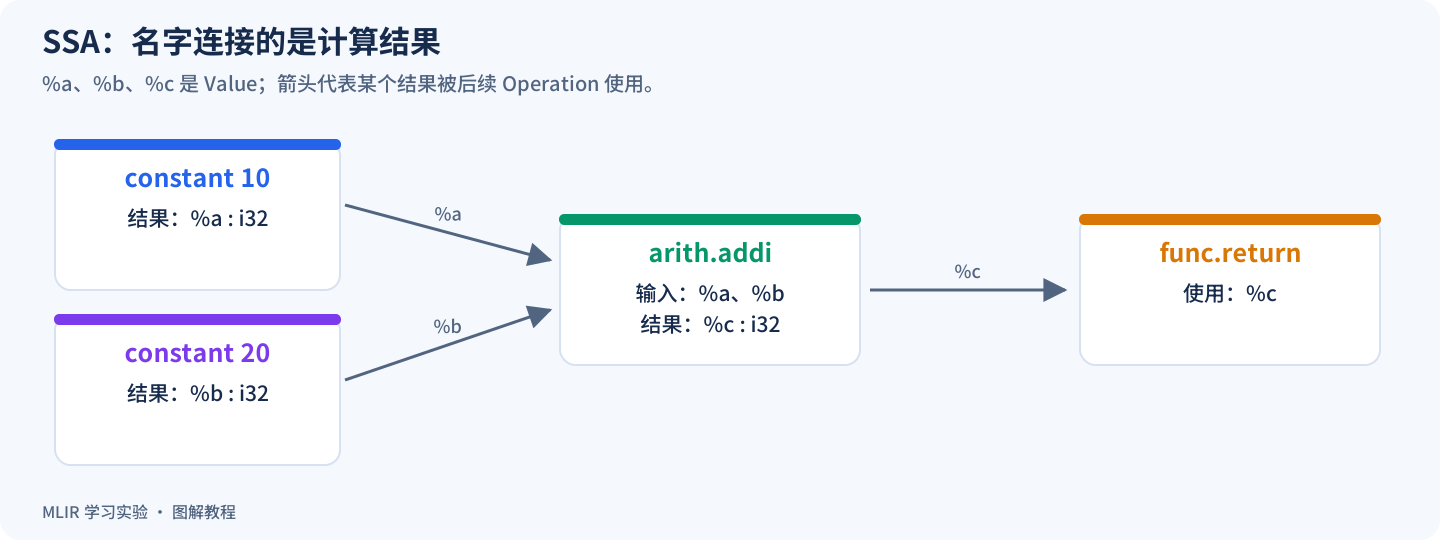 SSA：名字连接的是计算结果
%a、%b、%c 是 Value；箭头代表某个结果被后续 Operation 使用。
constant 10
结果：%a : i32
%a
constant 20
结果：%b : i32
%b
arith.addi
输入：%a、%b
结果：%c : i32
%c
func.return
使用：%c
MLIR 学习实验 · 图解教程